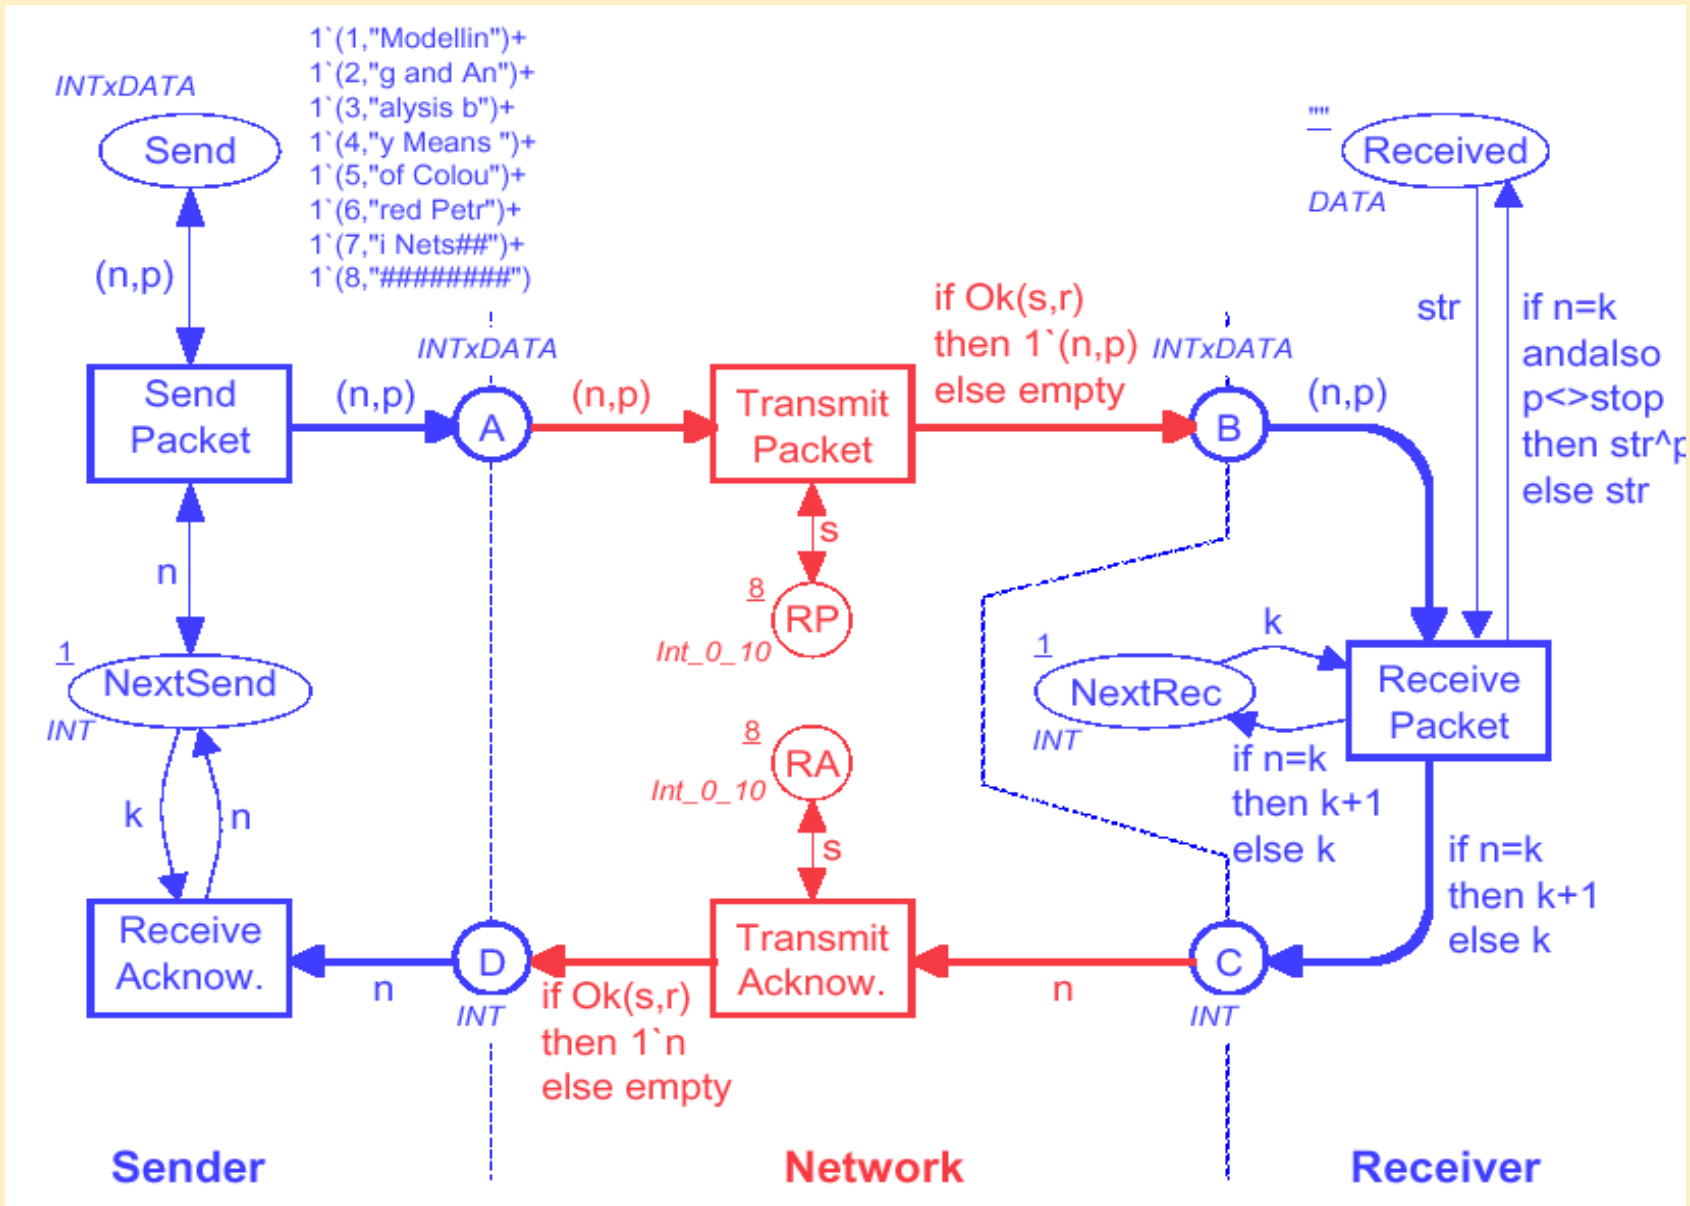 INTxDATA
Send
1`(1,"Modellin")+
1`(2,"g and An")+
1`(3,"alysis b")+
1`(4,"y Means ")+
1`(5,"of Colou")+
1`(6,"red Petr")+
1`(7,"i Nets##")+
1`(8,"########")
""
Received
DATA
(n,p)
Send
Packet
(n,p)
INTxDATA
A
(n,p)
Transmit
Packet
if Ok(s,r)
then 1`(n,p)
else empty
INTxDATA
B
(n,p)
str
if n=k
andalso
p<>stop
then str^p
else str
n
s
8
RP
Int_0_10
1
NextSend
INT
8
RA
Int_0_10
s
1
NextRec
INT
k
if n=k
then k+1
else k
Receive
Packet
if n=k
then k+1
else k
k
n
Receive
Acknow.
n
D
INT
if Ok(s,r)
then 1`n
else empty
Transmit
Acknow.
n
C
INT
Sender
Network
Receiver